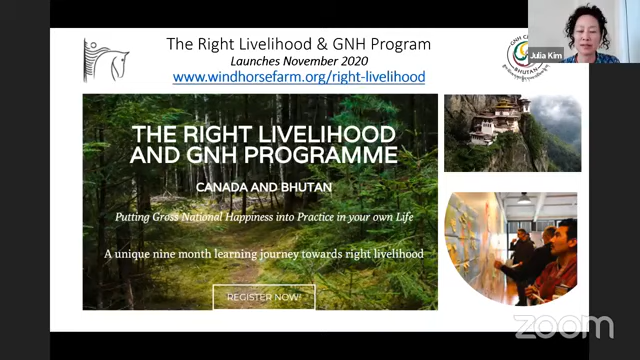 The Right Livelihood & GNH Program
Launches November 2020
www.windhorsefarm.org/right-livelihood
THE RIGHT LIVELIHOOD
AND GNH PROGRAMME
CANADA AND BHUTAN
Putting Gross National Happiness into Practice in your own Life
A unique nine month learning journey towards right livelihood
REGISTER NOW!
GNH
BHUTAN
Julia Kim
zoom